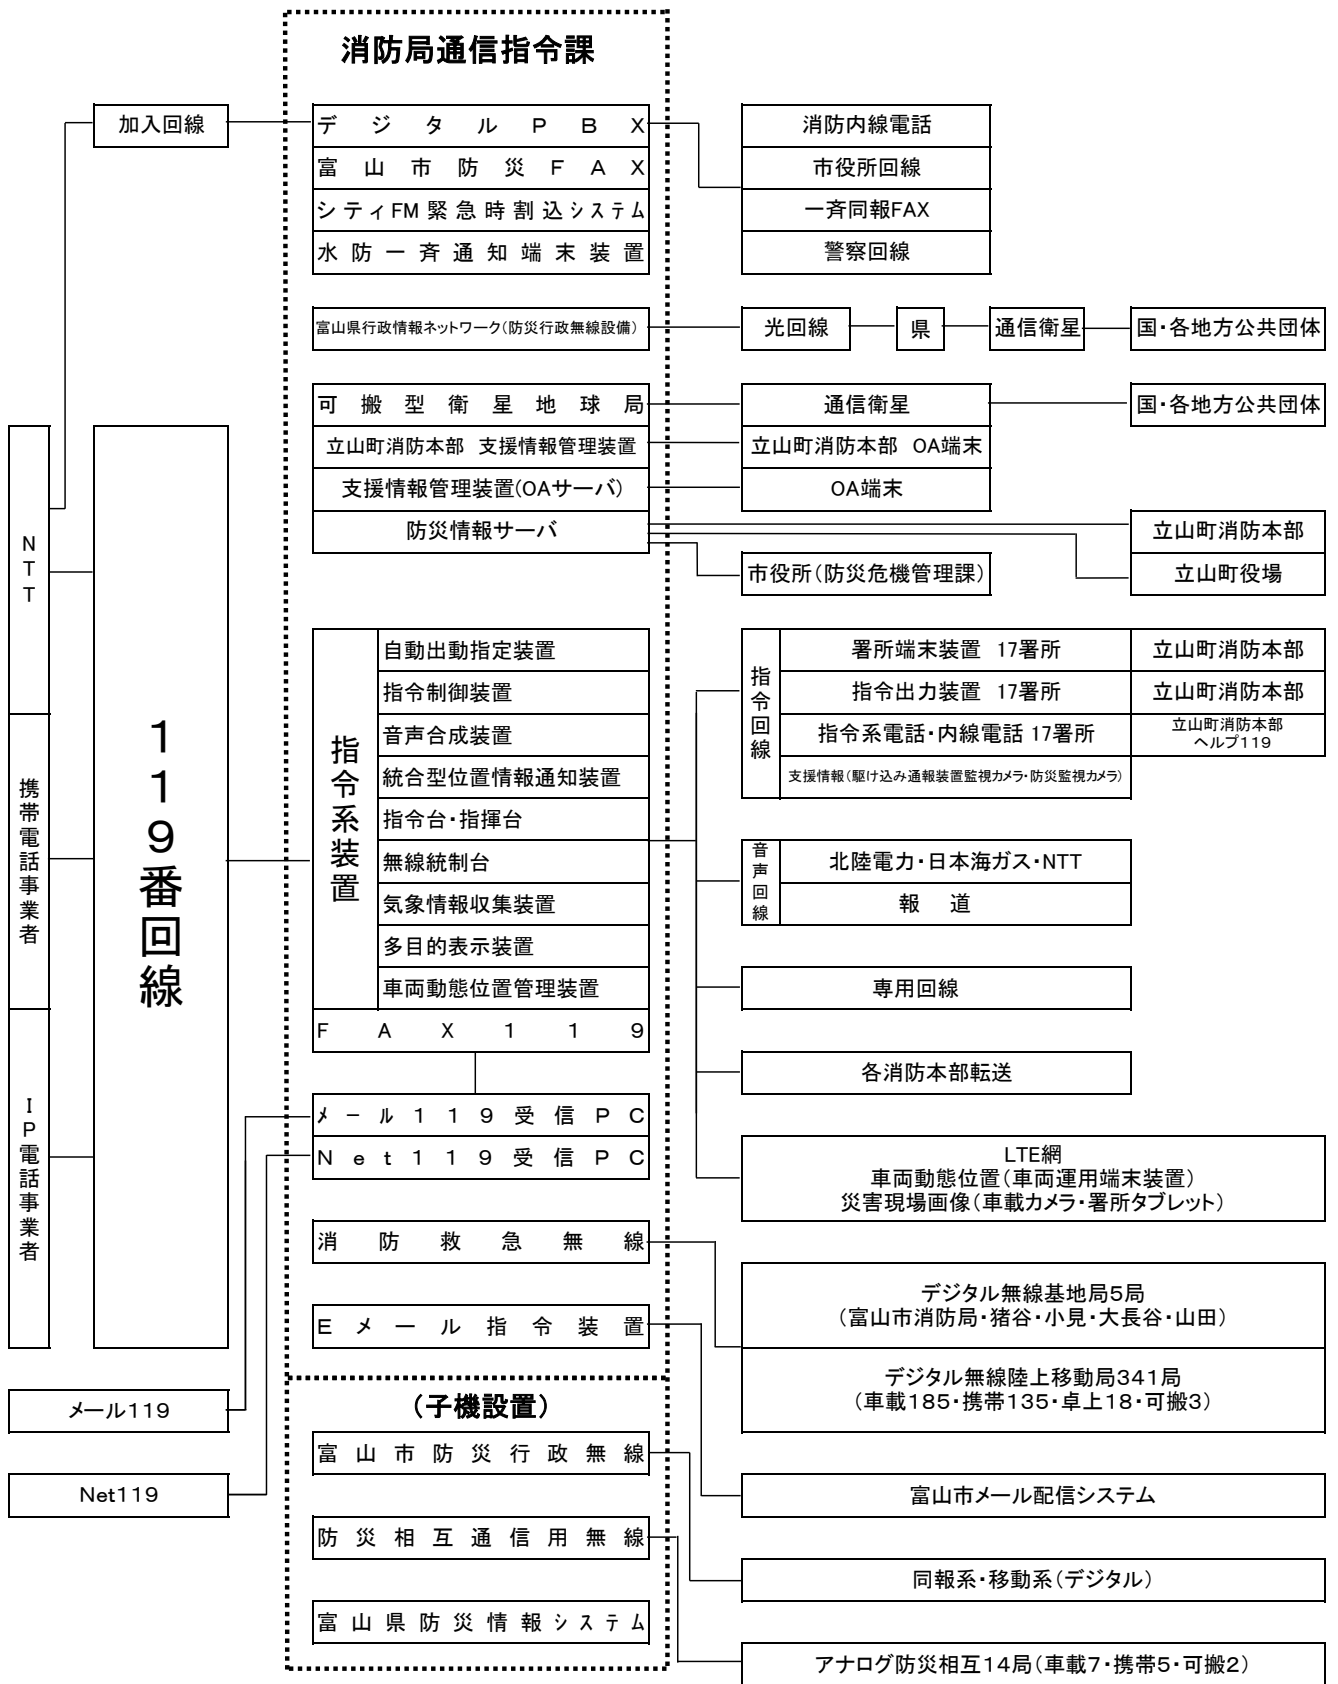 消防局通信指令課
加入回線
デジタルPBX
富山市防災FAX
シティFM緊急時割込システム
水防一斉通知端末装置
消防内線電話
市役所回線
一斉同報FAX
警察回線
富山県行政情報ネットワーク(防災行政無線設備)
光回線
県
通信衛星
国・各地方公共団体
可搬型衛星地球局
立山町消防本部 支援情報管理装置
支援情報管理装置(OAサーバ)
防災情報サーバ
通信衛星
立山町消防本部 OA端末
OA端末
国・各地方公共団体
立山町消防本部
立山町役場
市役所(防災危機管理課)
NTT
携帯電話事業者
IP電話事業者
119番回線
指令系装置
自動出動指定装置
指令制御装置
音声合成装置
統合型位置情報通知装置
指令台・指揮台
無線統制台
気象情報収集装置
多目的表示装置
車両動態位置管理装置
FAX119
指令回線
署所端末装置 17署所
立山町消防本部
指令出力装置 17署所
立山町消防本部
指令系電話・内線電話 17署所
立山町消防本部
ヘルプ119
支援情報(駆け込み通報装置監視カメラ・防災監視カメラ)
音声回線
北陸電力・日本海ガス・NTT
報 道
専用回線
各消防本部転送
LTE網
車両動態位置(車両運用端末装置)
災害現場画像(車載カメラ・署所タブレット)
メール119受信PC
Net119受信PC
消防救急無線
Eメール指令装置
デジタル無線基地局5局
(富山市消防局・猪谷・小見・大長谷・山田)
デジタル無線陸上移動局341局
(車載185・携帯135・卓上18・可搬3)
メール119
Net119
(子機設置)
富山市防災行政無線
防災相互通信用無線
富山県防災情報システム
富山市メール配信システム
同報系・移動系(デジタル)
アナログ防災相互14局(車載7・携帯5・可搬2)